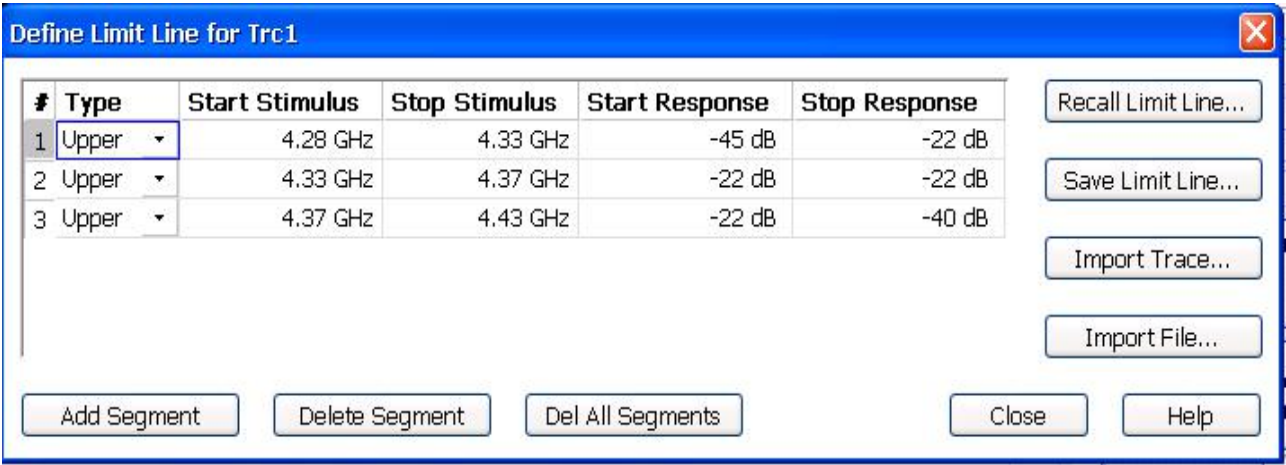 Define Limit Line for Trc1
# Type Start Stimulus Stop Stimulus Start Response Stop Response
1 Upper 4.28 GHz 4.33 GHz -45 dB -22 dB
2 Upper 4.33 GHz 4.37 GHz -22 dB -22 dB
3 Upper 4.37 GHz 4.43 GHz -22 dB -40 dB
Recall Limit Line...
Save Limit Line...
Import Trace...
Import File...
Add Segment Delete Segment Del All Segments Close Help